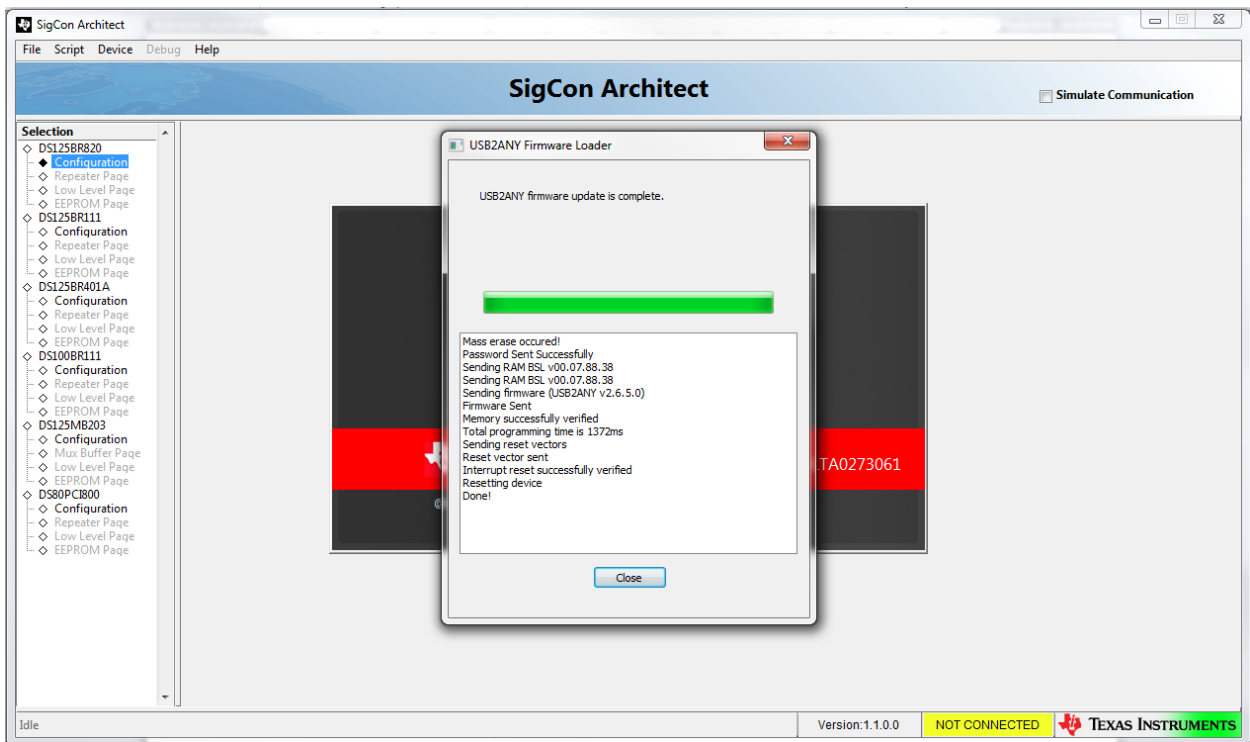 SigCon Architect
File Script Device Debug Help
SigCon Architect
Simulate Communication
Selection
DS125BR820
Configuration
Repeater Page
Low Level Page
EEPROM Page
DS125BR111
Configuration
Repeater Page
Low Level Page
EEPROM Page
DS125BR401A
Configuration
Repeater Page
Low Level Page
EEPROM Page
DS100BR111
Configuration
Repeater Page
Low Level Page
EEPROM Page
DS125MB203
Configuration
Mux Buffer Page
Low Level Page
EEPROM Page
DS80PCI800
Configuration
Repeater Page
Low Level Page
EEPROM Page
USB2ANY Firmware Loader
USB2ANY firmware update is complete.
Mass erase occured!
Password Sent Successfully
Sending RAM BSL v00.07.88.38
Sending RAM BSL v00.07.88.38
Sending firmware (USB2ANY v2.6.5.0)
Firmware Sent
Memory successfully verified
Total programming time is 1372ms
Sending reset vectors
Reset vector sent
Interrupt reset successfully verified
Resetting device
Done!
Close
TA0273061
©
Idle
Version:1.1.0.0
NOT CONNECTED
TEXAS INSTRUMENTS